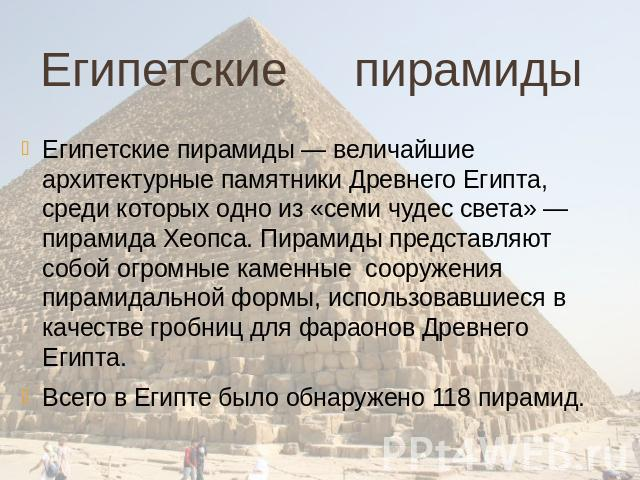 Египетские пирамиды
Египетские пирамиды — величайшие
архитектурные памятники Древнего Египта,
среди которых одно из «семи чудес света» —
пирамида Хеопса. Пирамиды представляют
собой огромные каменные сооружения
пирамидальной формы, использовавшиеся в
качестве гробниц для фараонов Древнего
Египта.
Всего в Египте было обнаружено 118 пирамид.
PPt4WEB.ru